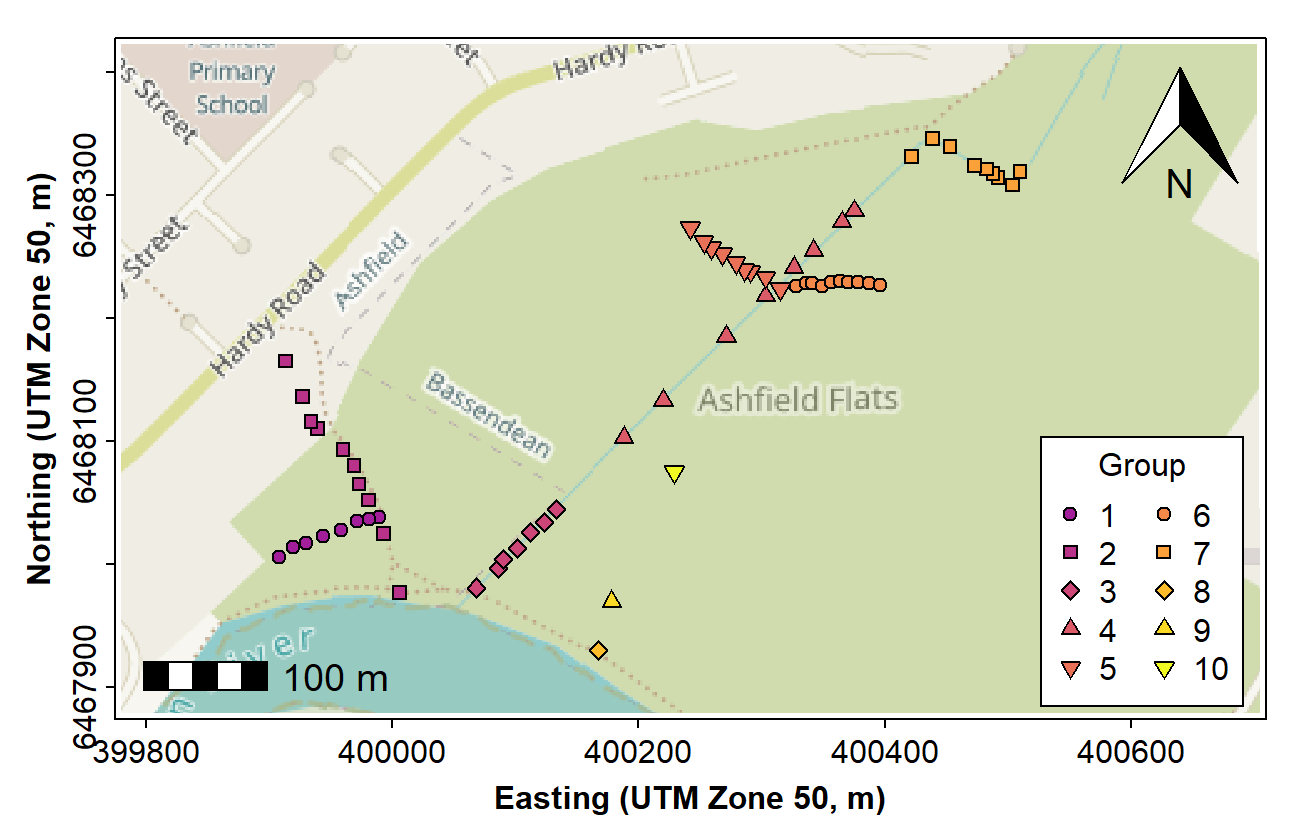 Primary
School
Hardy
Street
Street
Hardy Road
Ashfield
Bassendean
Ashfield Flats
N
Group
1 6
2 7
3 8
4 9
5 10
100 m
6468300
6468100
6467900
Northing (UTM Zone 50, m)
399800 400000 400200 400400 400600
Easting (UTM Zone 50, m)